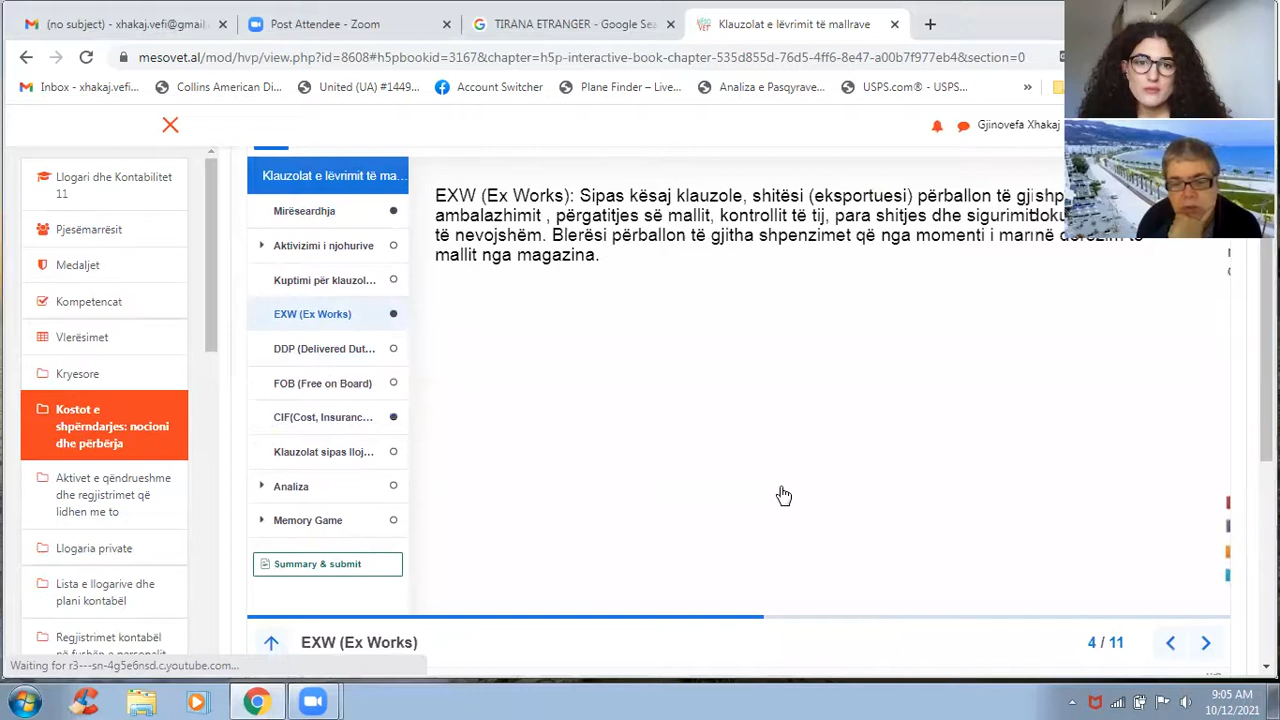 (no subject) - xhakaj.vefi@gmail
Post Attendee - Zoom
TIRANA ETRANGER - Google Sea
Klauzolat e lëvrimit të mallrave
mesovet.al/mod/hvp/view.php?id=8608#h5pbookid=3167&chapter=h5p-interactive-book-chapter-535d855d-76d5-4ff6-8e47-a00b7f977eb4&section=0
Inbox - xhakaj.vefi...
Collins American Di...
United (UA) #1449...
Account Switcher
Plane Finder – Live...
Analiza e Pasqyrave..
USPS.com® - USPS...
»
Gjinovefa Xhakaj
Llogari dhe Kontabilitet
11
Pjesëmarrësit
Medaljet
Kompetencat
Vlerësimet
Kryesore
Kostot e
shpërndarjes: nocioni
dhe përbërja
Aktivet e qëndrueshme
dhe regjistrimet që
lidhen me to
Llogaria private
Lista e llogarive dhe
plani kontabël
Regjistrimet kontabël
në fushën e personelit
Klauzolat e lëvrimit të ma...
Mirëseardhja
Aktivizimi i njohurive
Kuptimi për klauzol...
EXW (Ex Works)
DDP (Delivered Dut...
FOB (Free on Board)
CIF(Cost, Insuranc...
Klauzolat sipas lloj...
Analiza
Memory Game
Summary & submit
EXW (Ex Works): Sipas kësaj klauzole, shitësi (eksportuesi) përballon të
ambalazhimit , përgatitjes së mallit, kontrollit të tij, para shitjes dhe sigurimit
të nevojshëm. Blerësi përballon të gjitha shpenzimet që nga momenti i
mallit nga magazina.
EXW (Ex Works)
4 / 11
Waiting for r3---sn-4g5e6nsd.c.youtube.com...
9:05 AM
10/12/2021